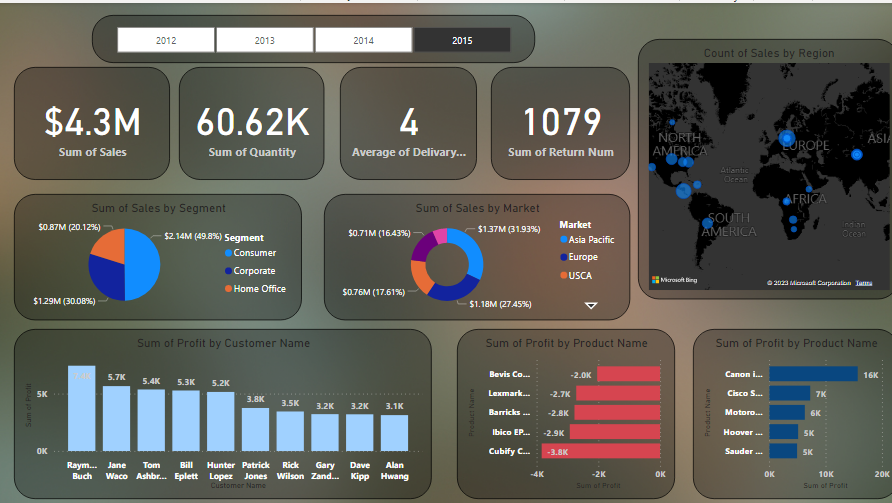 2012
2013
2014
2015
$4.3M
Sum of Sales
60.62K
Sum of Quantity
4
Average of Delivary...
1079
Sum of Return Num
Count of Sales by Region
NORTH
AMERICA
EUROPE
ASIA
Atlantic
Ocean
AFRICA
SOUTH
AMERICA
Indian
Ocean
Microsoft Bing
© 2023 Microsoft Corporation Terms
Sum of Sales by Segment
$0.87M (20.12%)
$2.14M (49.8%)
$1.29M (30.08%)
Segment
Consumer
Corporate
Home Office
Sum of Sales by Market
$0.71M (16.43%)
$1.37M (31.93%)
$0.76M (17.61%)
$1.18M (27.45%)
Market
Asia Pacific
Europe
USCA
Sum of Profit by Customer Name
Sum of Profit
5K
0K
5.7K
5.4K
5.3K
5.2K
3.8K
3.5K
3.2K
3.2K
3.1K
Raym...
Buch
Jane
Waco
Tom
Ashbr...
Bill
Eplett
Hunter
Lopez
Patrick
Jones
Rick
Wilson
Gary
Zand...
Dave
Kipp
Alan
Hwang
Customer Name
Sum of Profit by Product Name
Product Name
Bevis Co...
-2.0K
Lexmark...
-2.7K
Barricks ...
-2.8K
Ibico EP...
-2.9K
Cubify C...
-3.8K
-4K
-2K
0K
Sum of Profit
Sum of Profit by Product Name
Product Name
Canon i...
16K
Cisco S...
7K
Motoro...
6K
Hoover ...
5K
Sauder ...
5K
0K
10K
20K
Sum of Profit